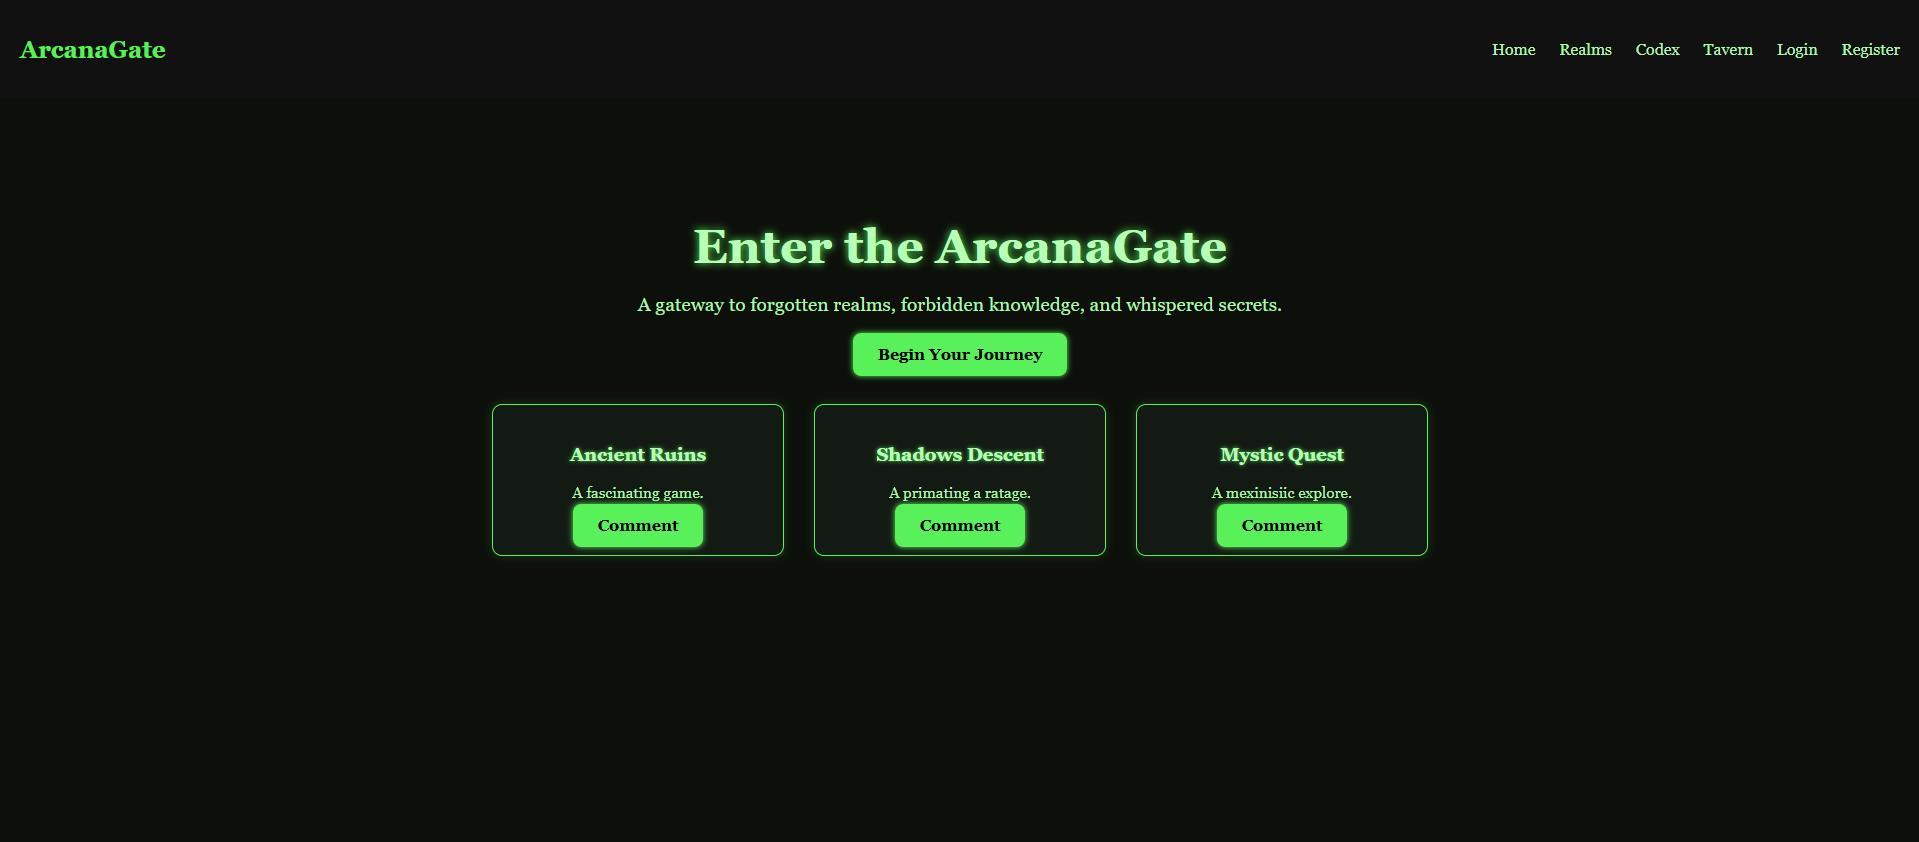 ArcanaGate
Home Realms Codex Tavern Login Register
Enter the ArcanaGate
A gateway to forgotten realms, forbidden knowledge, and whispered secrets.
Begin Your Journey
Ancient Ruins
A fascinating game.
Comment
Shadows Descent
A primating a ratage.
Comment
Mystic Quest
A mexinisiic explore.
Comment